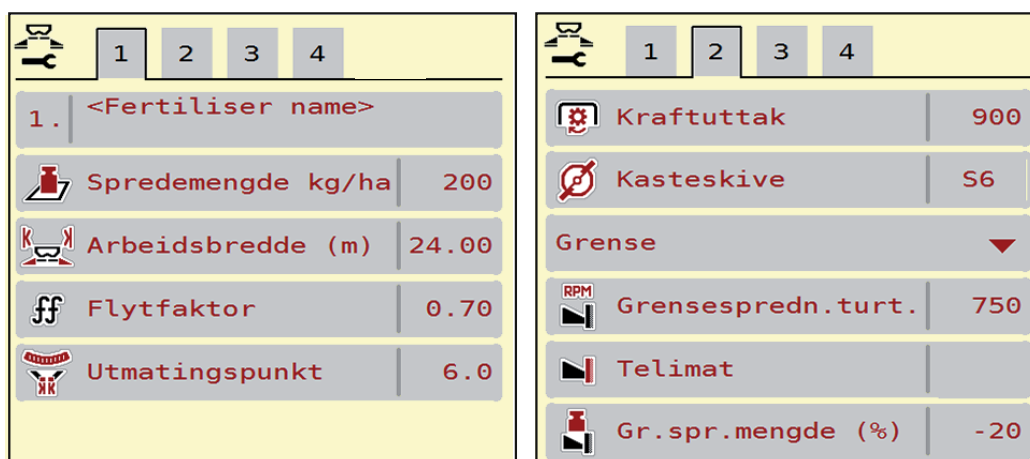 1 2 3 4
1. <Fertiliser name>
Spredemengde kg/ha 200
Arbeidsbredde (m) 24.00
Flytfaktor 0.70
Utmatingspunkt 6.0
1 2 3 4
Kraftuttak 900
Kasteskive S6
Grense
RPM Grensespredn.turt. 750
Telimat
Gr.spr.mengde (%) -20